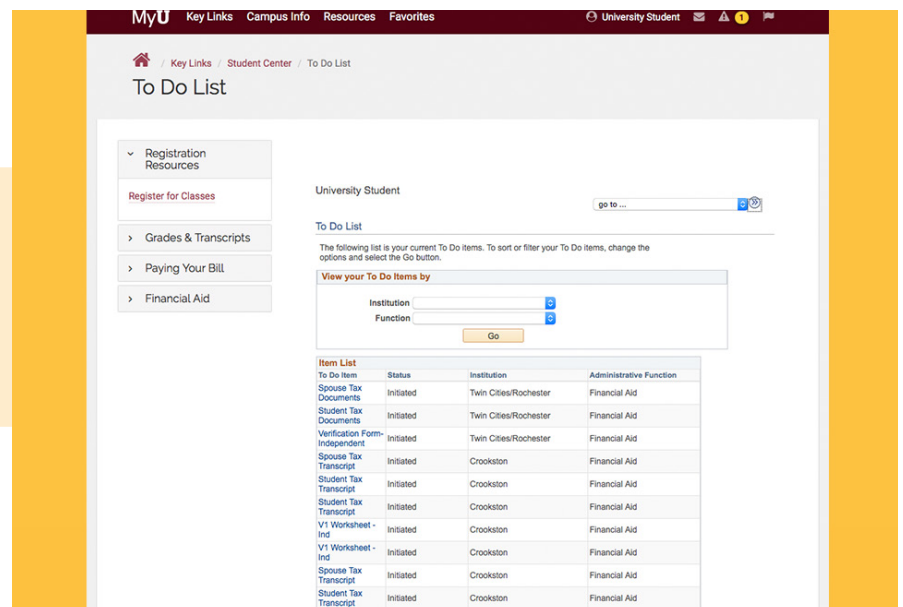 MyU Key Links Campus Info Resources Favorites University Student 1
/ Key Links / Student Center / To Do List
To Do List
Registration
Resources
Register for Classes
Grades & Transcripts
Paying Your Bill
Financial Aid
University Student
go to ...
To Do List
The following list is your current To Do items. To sort or filter your To Do items, change the
options and select the Go button.
View your To Do Items by
Institution
Function
Go
Item List
To Do Item Status Institution Administrative Function
Spouse Tax
Documents Initiated Twin Cities/Rochester Financial Aid
Student Tax
Documents Initiated Twin Cities/Rochester Financial Aid
Verification Form-
Independent Initiated Twin Cities/Rochester Financial Aid
Spouse Tax
Transcript Initiated Crookston Financial Aid
Student Tax
Transcript Initiated Crookston Financial Aid
Student Tax
Transcript Initiated Crookston Financial Aid
V1 Worksheet -
Ind Initiated Crookston Financial Aid
V1 Worksheet -
Ind Initiated Crookston Financial Aid
Spouse Tax
Transcript Initiated Crookston Financial Aid
Student Tax
Transcript Initiated Crookston Financial Aid